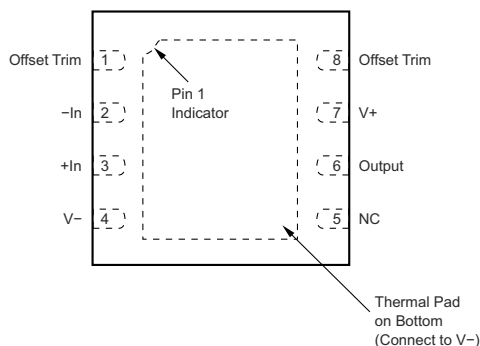 Offset Trim 1 8 Offset Trim
Pin 1
Indicator
−In 2 7 V+
+In 3 6 Output
V− 4 5 NC
Thermal Pad
on Bottom
(Connect to V−)